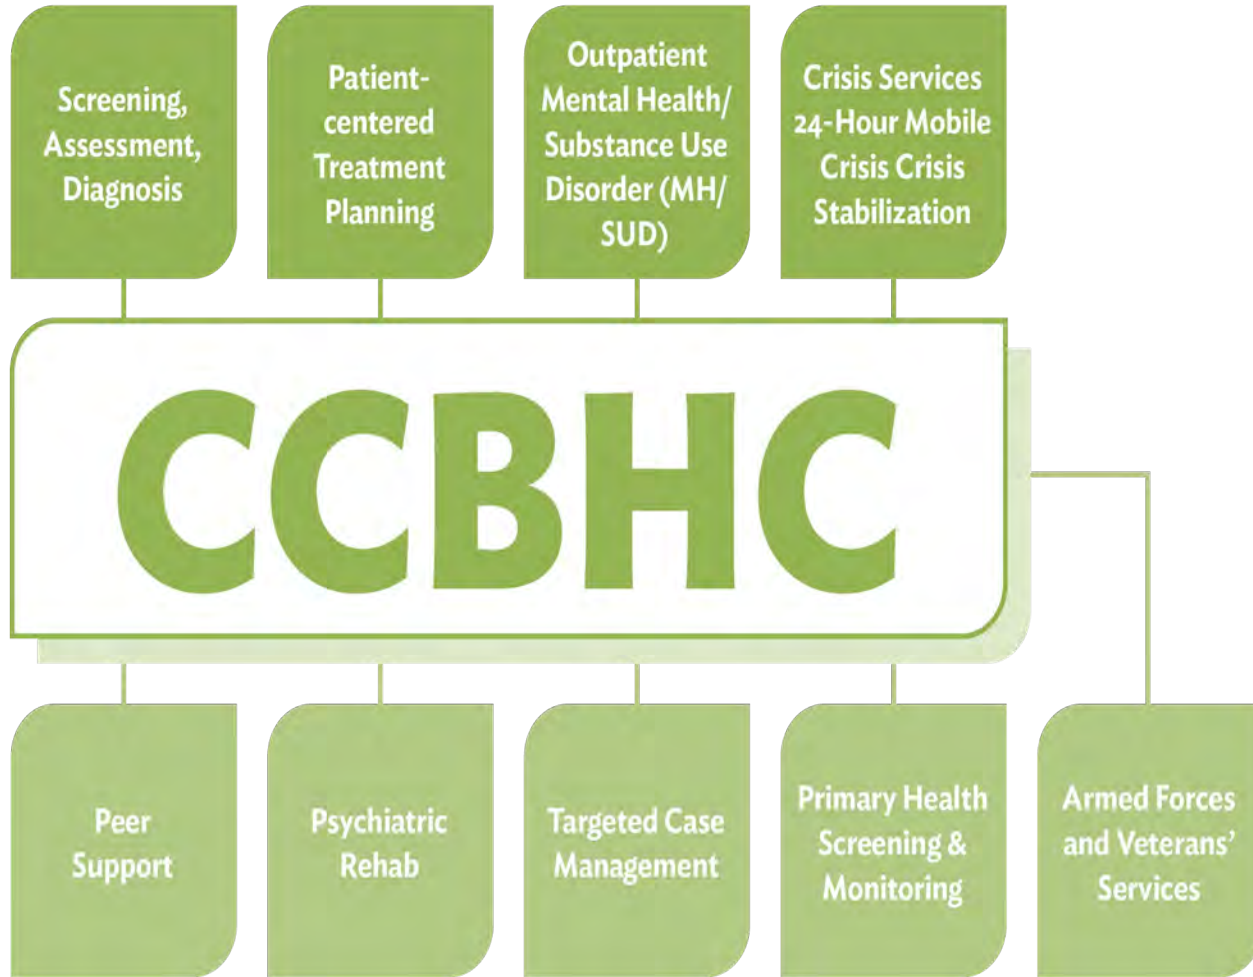 Screening,
Assessment,
Diagnosis
Patient-
centered
Treatment
Planning
Outpatient
Mental Health/
Substance Use
Disorder (MH/
SUD)
Crisis Services
24-Hour Mobile
Crisis Crisis
Stabilization
CCBHC
Peer
Support
Psychiatric
Rehab
Targeted Case
Management
Primary Health
Screening &
Monitoring
Armed Forces
and Veterans’
Services